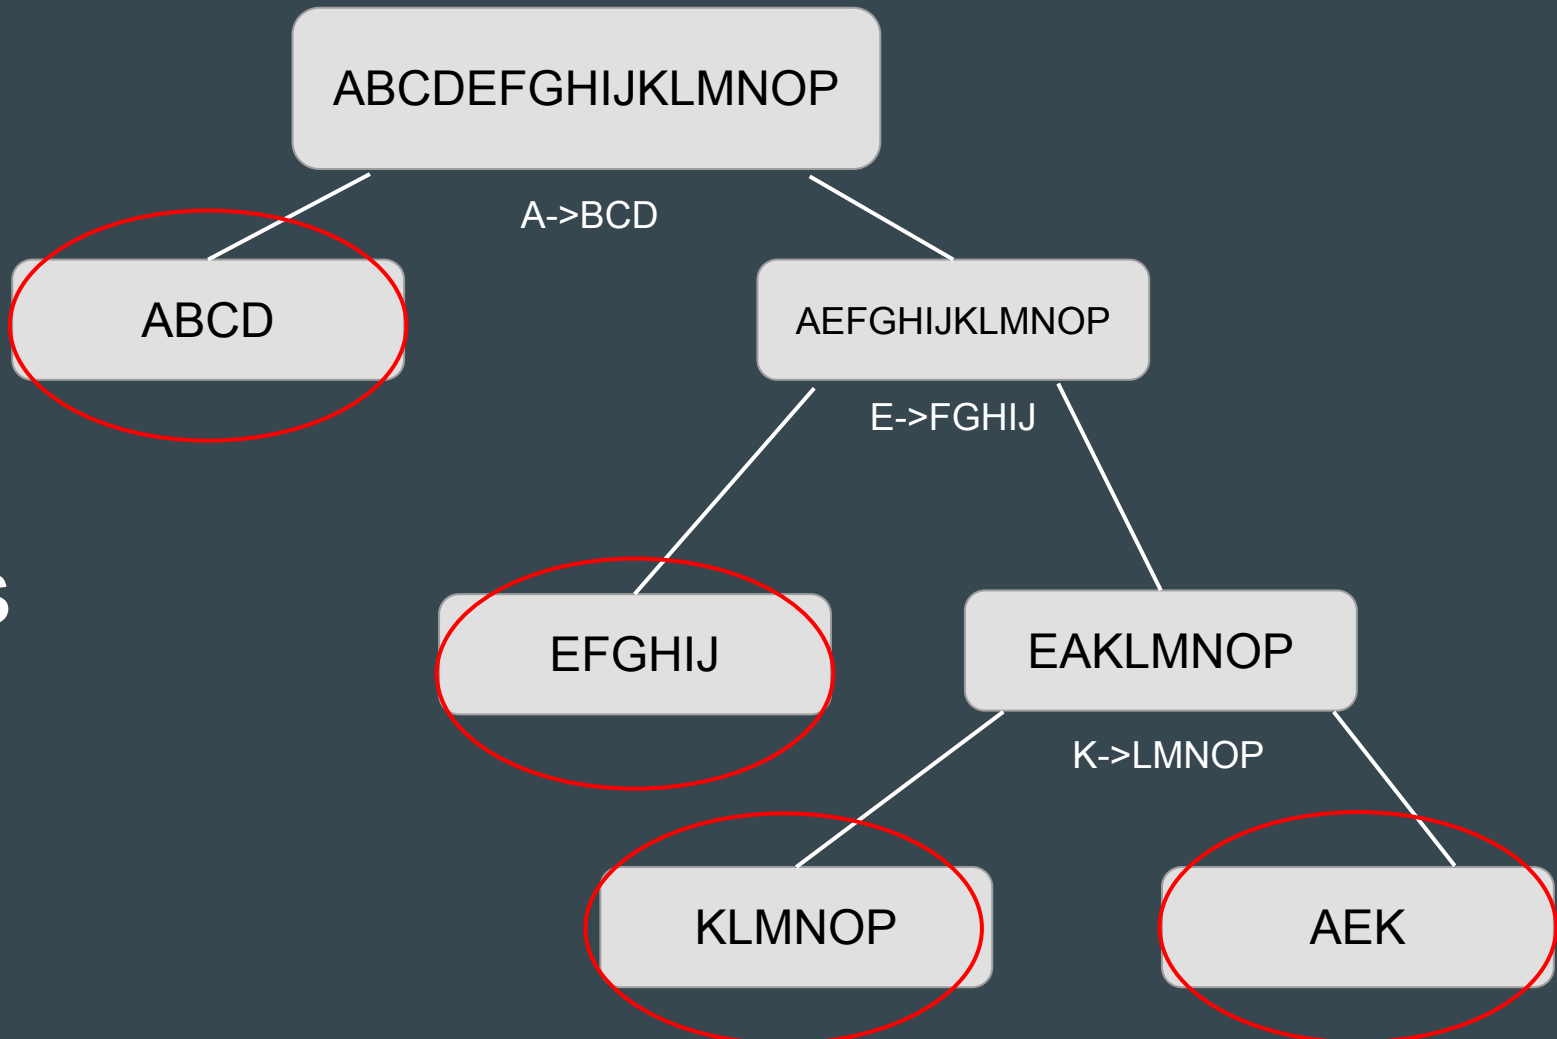 ABCDEFGHIJKLMNOP
A->BCD
ABCD
AEFGHIJKLMNOP
E->FGHIJ
s
EFGHIJ
EAKLMNOP
K->LMNOP
KLMNOP
AEK